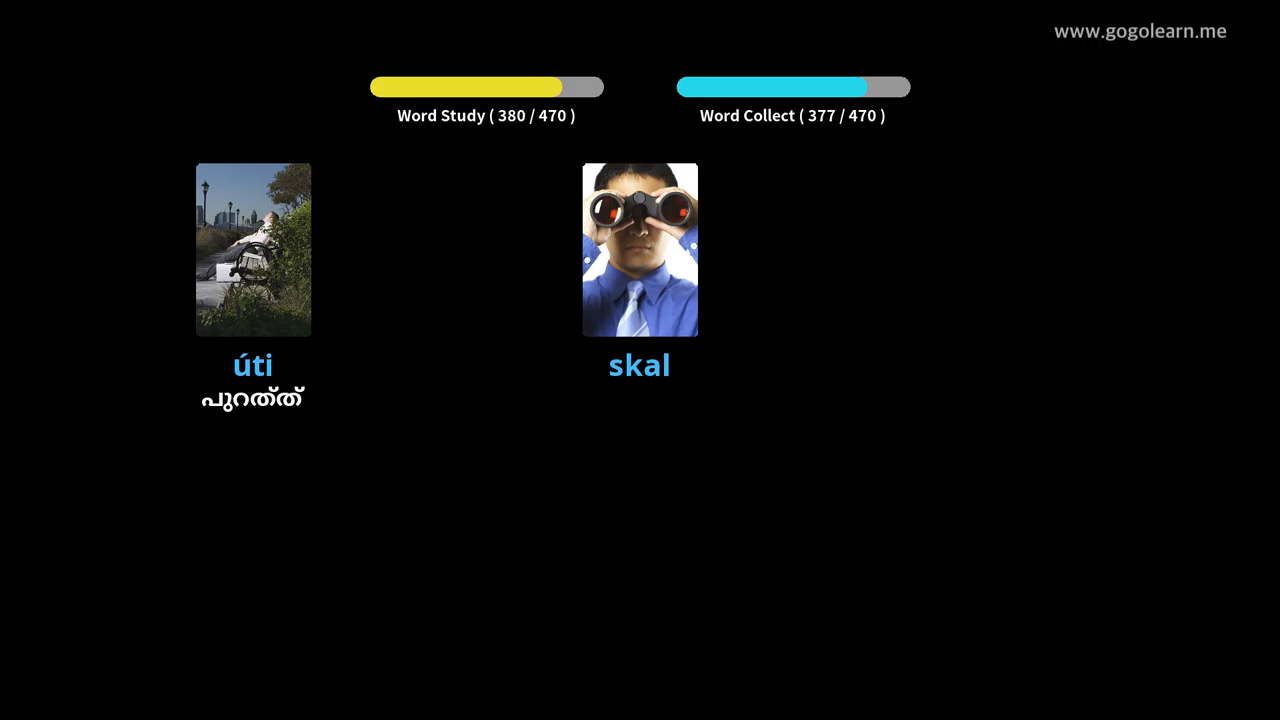 www.gogolearn.me
Word Study ( 380 / 470 )
Word Collect ( 377 / 470 )
úti
skal
പുറത്ത്